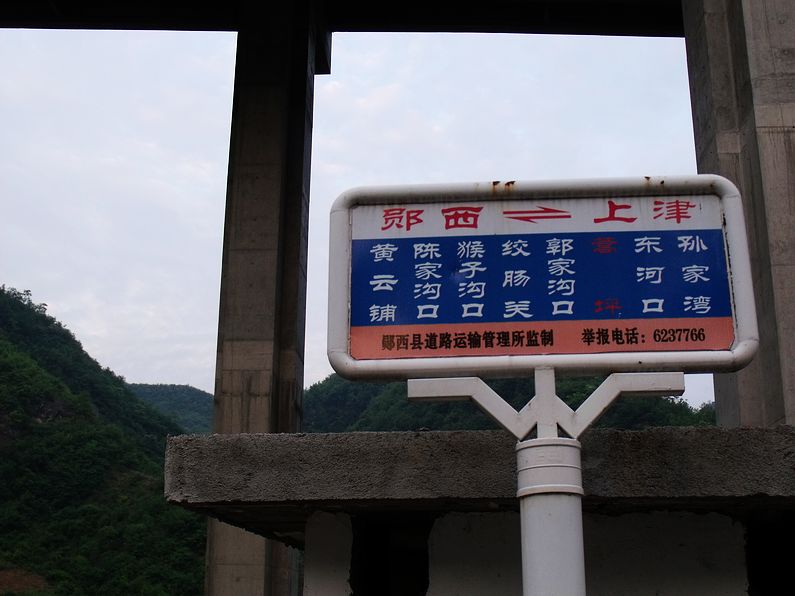 郧西 ⇌ 上津
黄云铺
陈家沟口
猴子沟口
绞肠关
郭家沟口
坪
东河口
孙家湾
郧西县道路运输管理所监制 举报电话：6237766